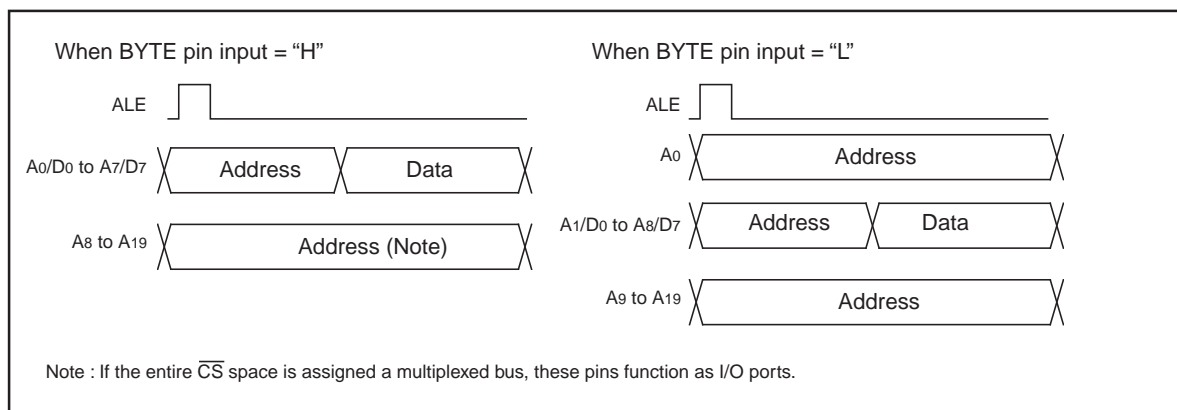 When BYTE pin input = “H”
ALE
A0/D0 to A7/D7
Address
Data
A8 to A19
Address (Note)
When BYTE pin input = “L”
ALE
A0
Address
A1/D0 to A8/D7
Address
Data
A9 to A19
Address
Note : If the entire C̅S̅ space is assigned a multiplexed bus, these pins function as I/O ports.